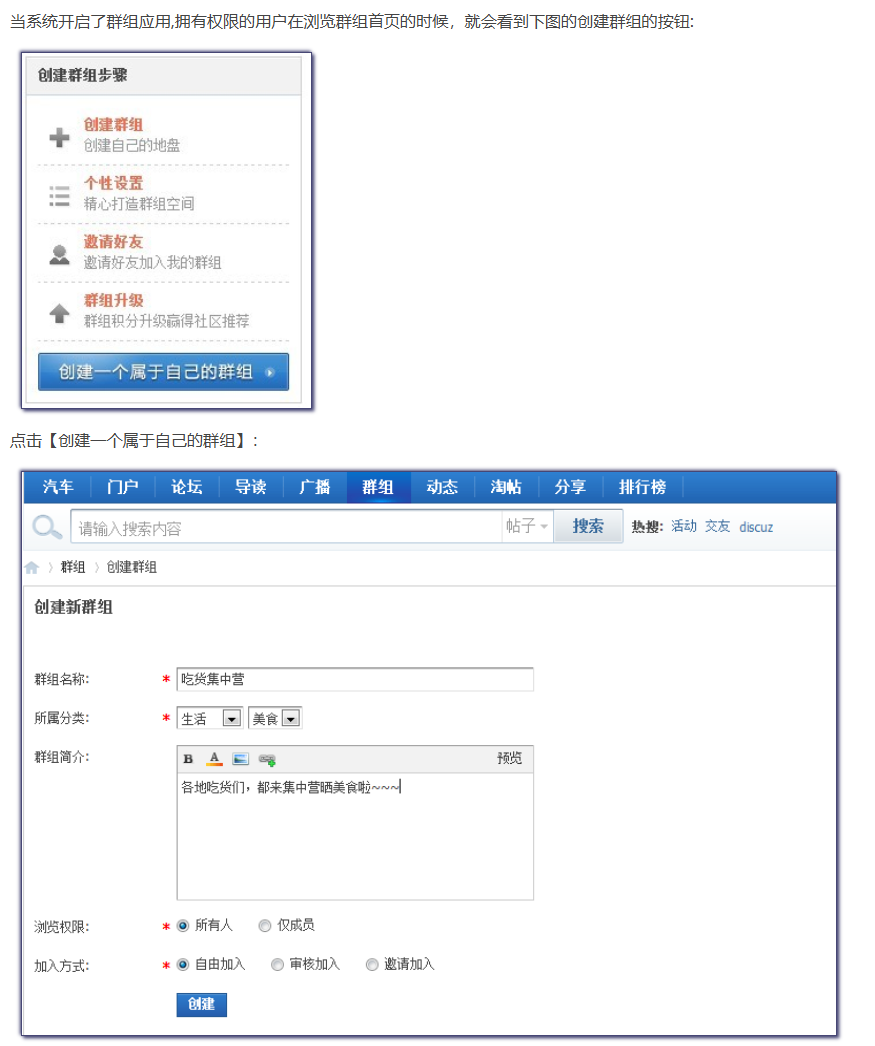 当系统开启了群组应用,拥有权限的用户在浏览群组首页的时候，就会看到下图的创建群组的按钮:
创建群组步骤
创建群组
创建自己的地盘
个性设置
精心打造群组空间
邀请好友
邀请好友加入我的群组
群组升级
群组积分升级赢得社区推荐
创建一个属于自己的群组
点击【创建一个属于自己的群组】:
汽车 门户 论坛 导读 广播 群组 动态 淘帖 分享 排行榜
请输入搜索内容 帖子 搜索 热搜: 活动 交友 discuz
群组 〉 创建群组
创建新群组
群组名称: * 吃货集中营
所属分类: * 生活 美食
群组简介: B A 预览
各地吃货们，都来集中营晒美食啦~~~
浏览权限: * 所有人 仅成员
加入方式: * 自由加入 审核加入 邀请加入
创建